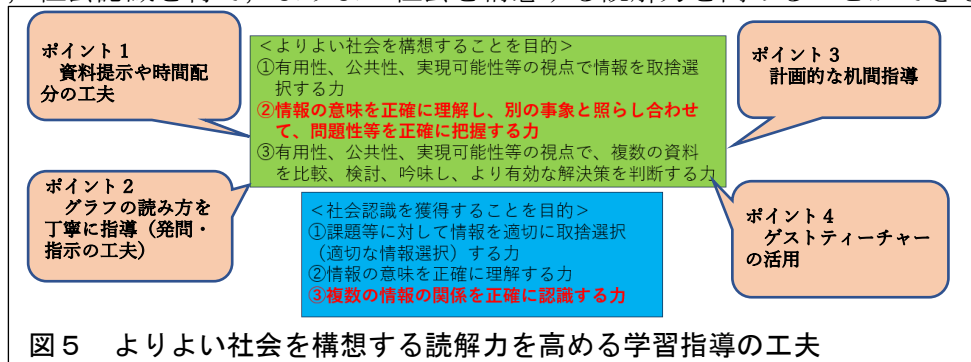 ポイント1
資料提示や時間配
分の工夫
<よりよい社会を構想することを目的>
①有用性、公共性、実現可能性等の視点で情報を取捨選
択する力
②情報の意味を正確に理解し、別の事象と照らし合わせ
て、問題性等を正確に把握する力
③有用性、公共性、実現可能性等の視点で、複数の資料
を比較、検討、吟味し、より有効な解決策を判断する力
ポイント3
計画的な机間指導
ポイント2
グラフの読み方を
丁寧に指導(発問・
指示の工夫)
<社会認識を獲得することを目的>
①課題等に対して情報を適切に取捨選択
(適切な情報選択)する力
②情報の意味を正確に理解する力
③複数の情報の関係を正確に認識する力
ポイント4
ゲストティーチャー
の活用
図5 よりよい社会を構想する読解力を高める学習指導の工夫